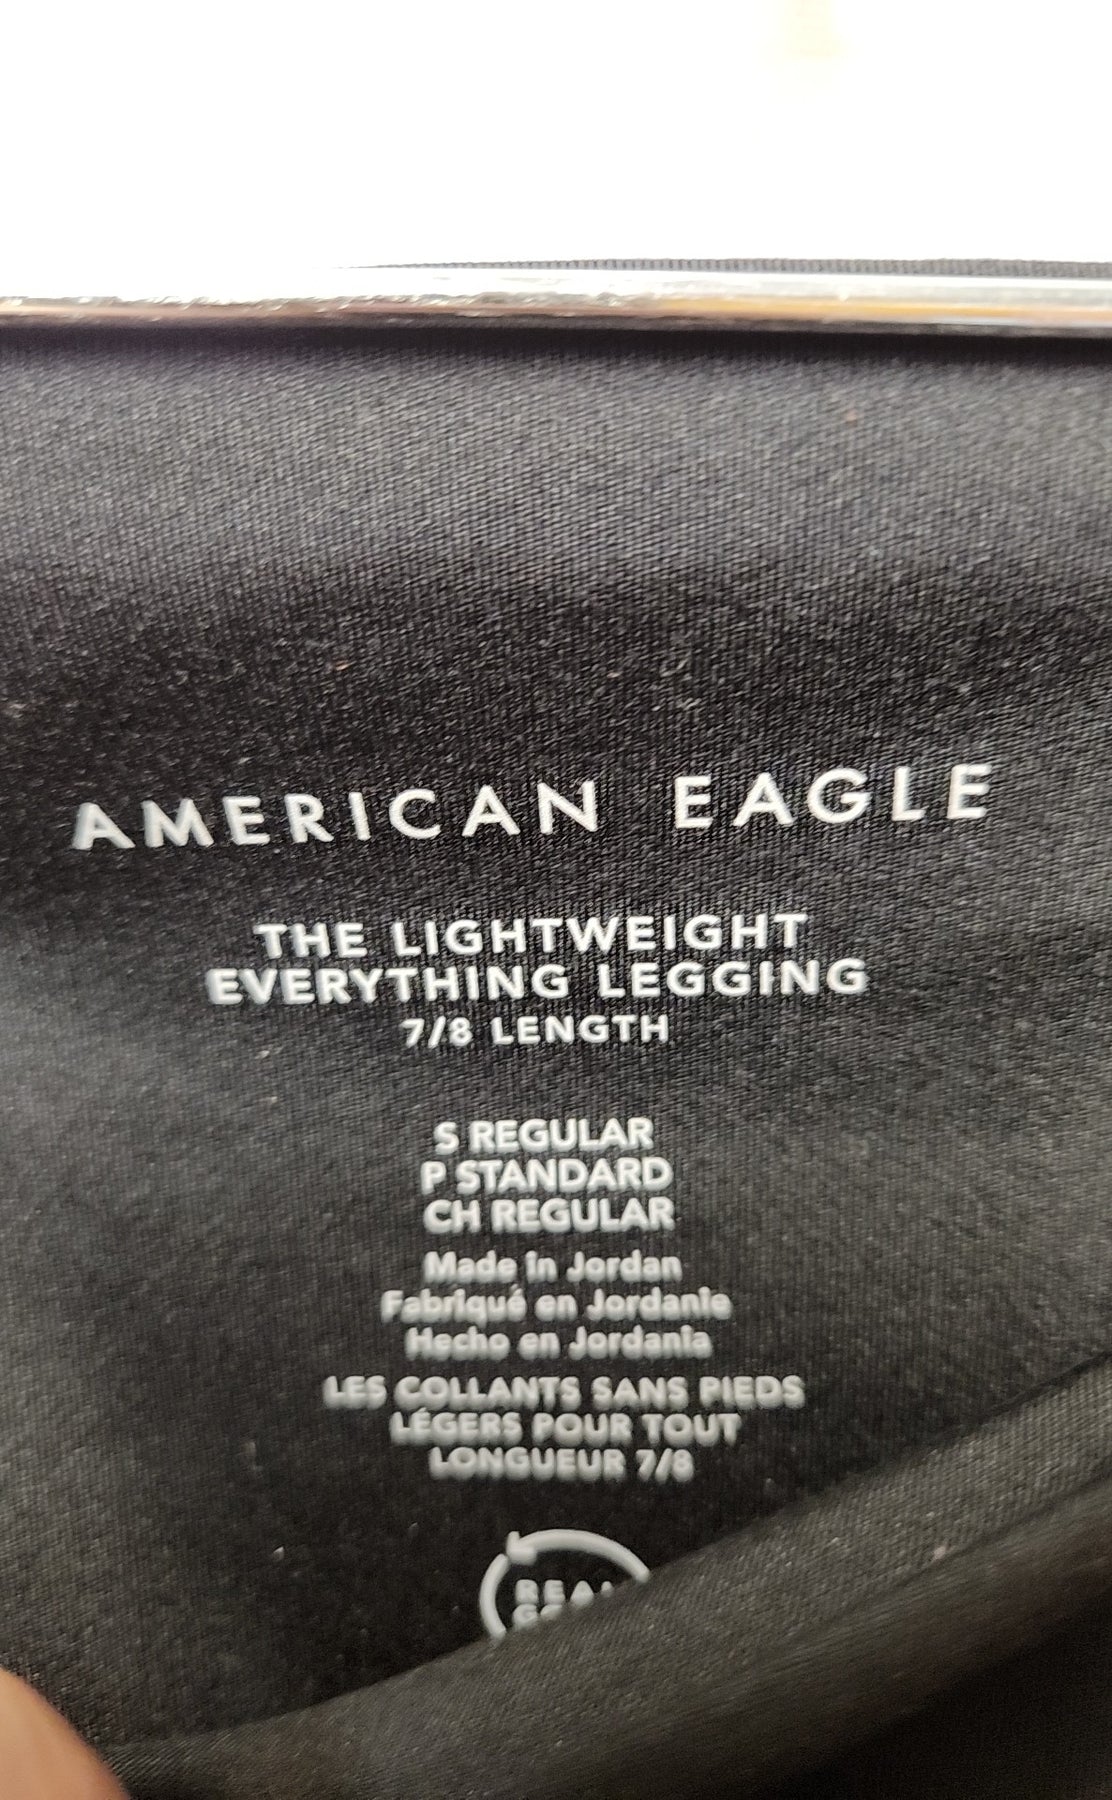 AMERICAN EAGLE
THE LIGHTWEIGHT
EVERYTHING LEGGING
7/8 LENGTH
S REGULAR
P STANDARD
CH REGULAR
Made in Jordan
Fabriqué en Jordanie
Hecho en Jordania
LES COLLANTS SANS PIEDS
LÉGERS POUR TOUT
LONGUEUR 7/8
REAL